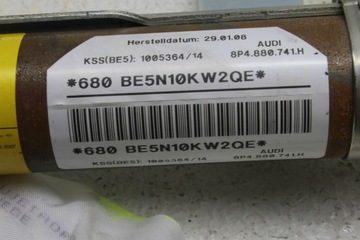 Herstelldatum: 29.01.08
AUDI
KSS(BE5): 1005364/14 8P4.880.741.H
*680 BE5N10KW2QE*
*680 BE5N10KW2QE*
AUDI
KSS(BE5): 1005364/14 8P4.880.741.H